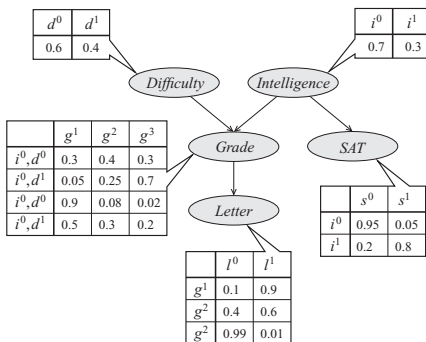 d⁰ d¹
0.6 0.4
i⁰ i¹
0.7 0.3
Difficulty
Intelligence
g¹ g² g³
i⁰, d⁰ 0.3 0.4 0.3
i⁰, d¹ 0.05 0.25 0.7
i⁰, d⁰ 0.9 0.08 0.02
i⁰, d¹ 0.5 0.3 0.2
Grade
SAT
Letter
s⁰ s¹
i⁰ 0.95 0.05
i¹ 0.2 0.8
l⁰ l¹
g¹ 0.1 0.9
g² 0.4 0.6
g² 0.99 0.01